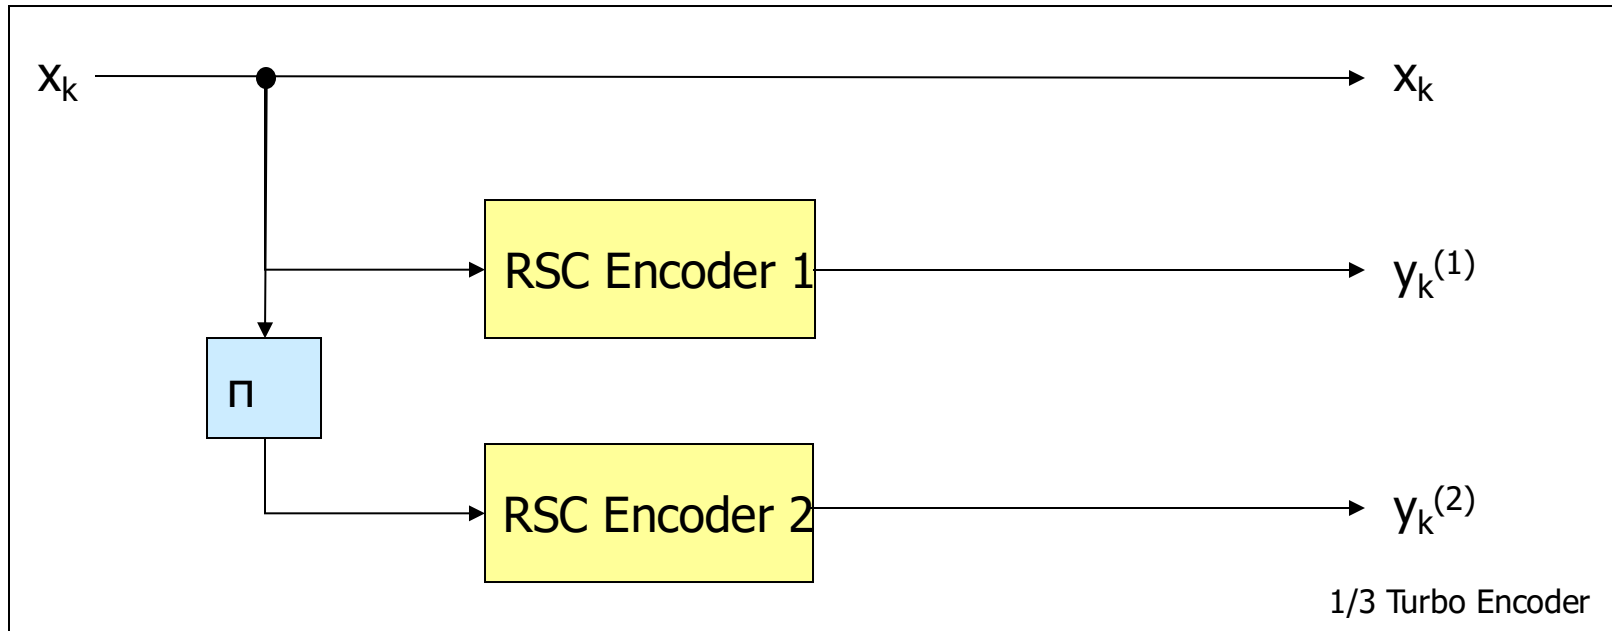 xₖ xₖ
RSC Encoder 1 yₖ⁽¹⁾
п
RSC Encoder 2 yₖ⁽²⁾
1/3 Turbo Encoder